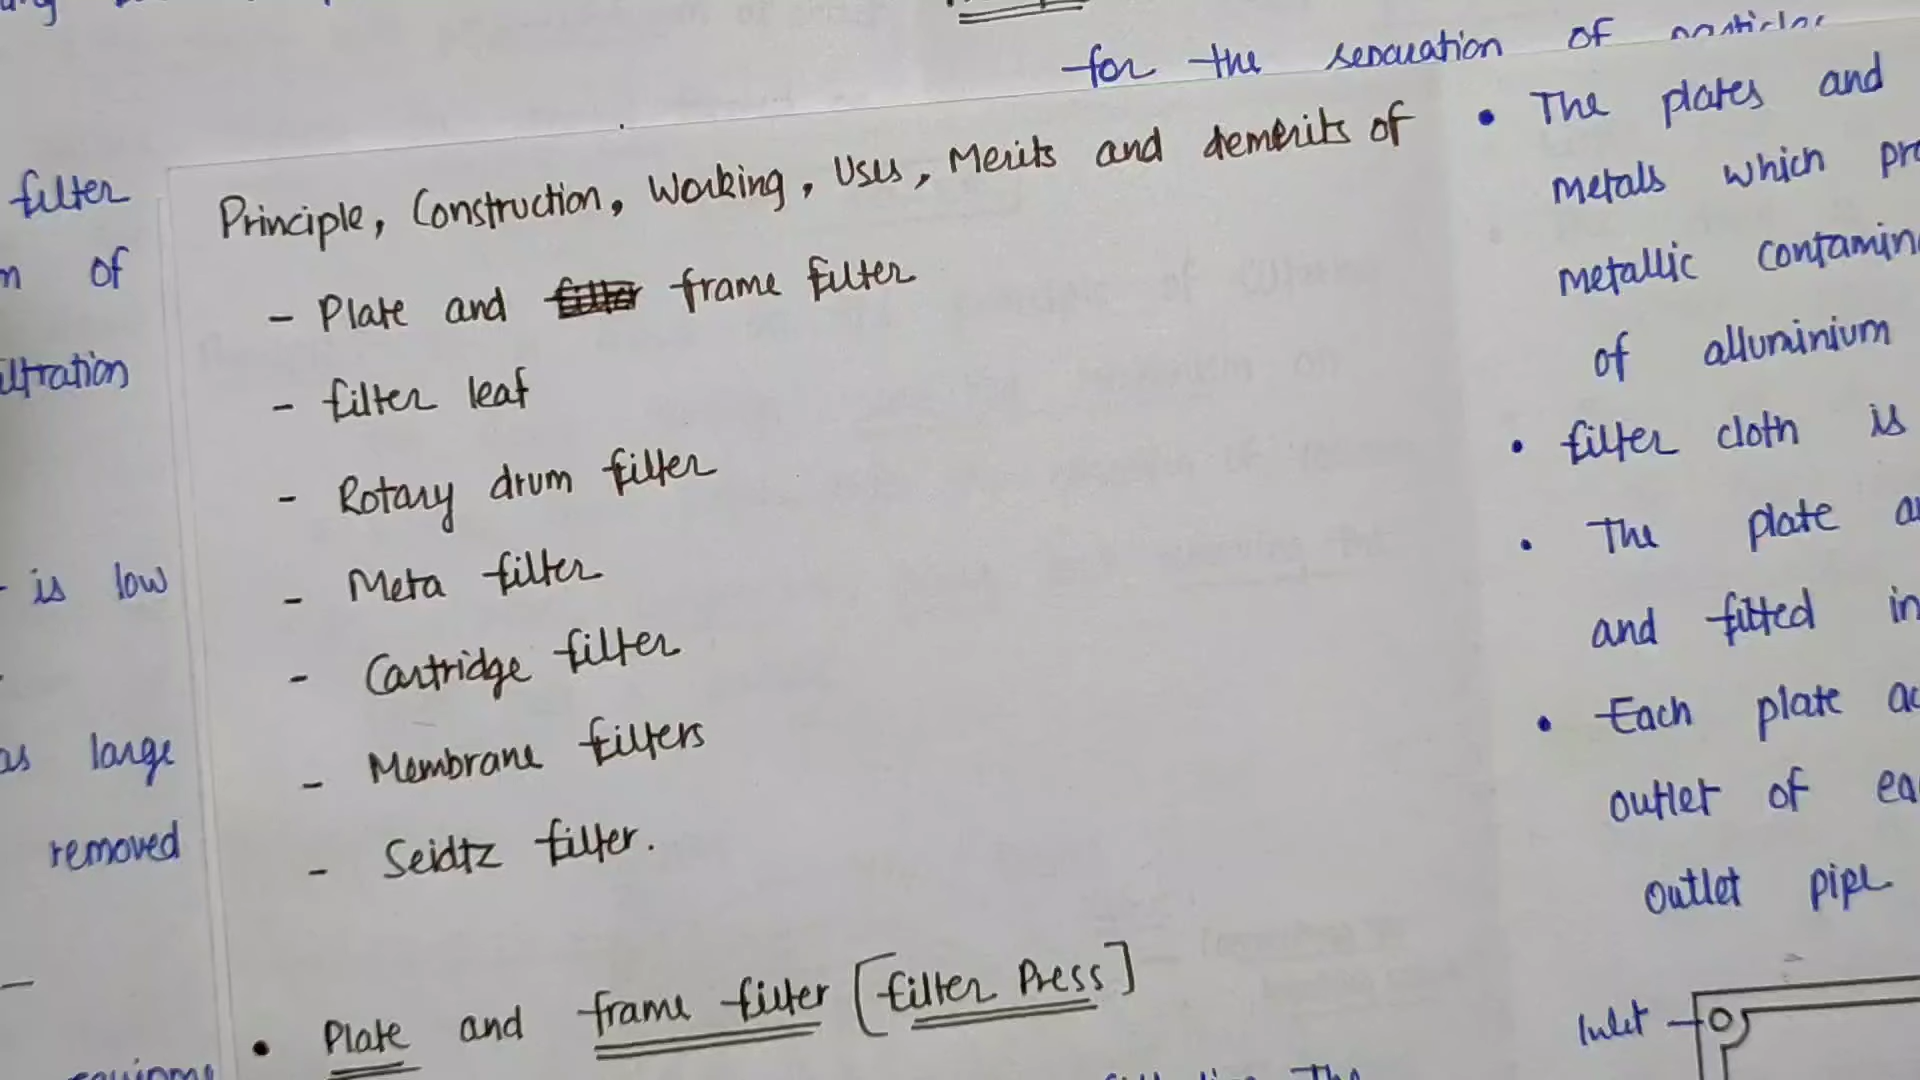 for the separation of
filter
of
is low
as large
removed
Principle, Construction, Working, Uses, Merits and demerits of
- Plate and frame filter
- filter leaf
- Rotary drum filter
- Meta filter
- Cartridge filter
- Membrane filters
- Seidtz filter.
• Plate and frame filter [filter Press]
The
• The plates and
metals which
metallic
of alluminium
• filter cloth is
• The plate
and fitted in
• Each plate
outlet of
outlet pipe
Inlet